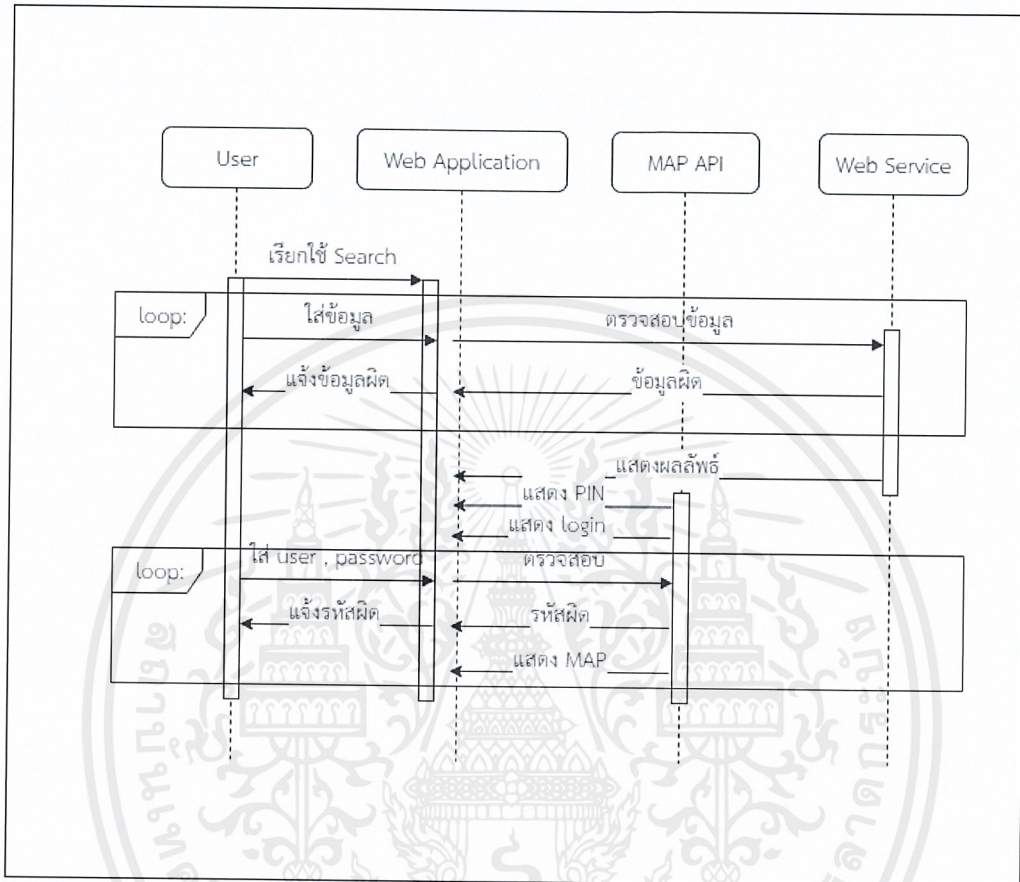 User
Web Application
MAP API
Web Service
เรียกใช้ Search
loop:
ใส่ข้อมูล
ตรวจสอบข้อมูล
แจ้งข้อมูลผิด
ข้อมูลผิด
แสดงผลลัพธ์
แสดง PIN
แสดง login
loop:
ใส่ user , password
ตรวจสอบ
แจ้งรหัสผิด
รหัสผิด
แสดง MAP